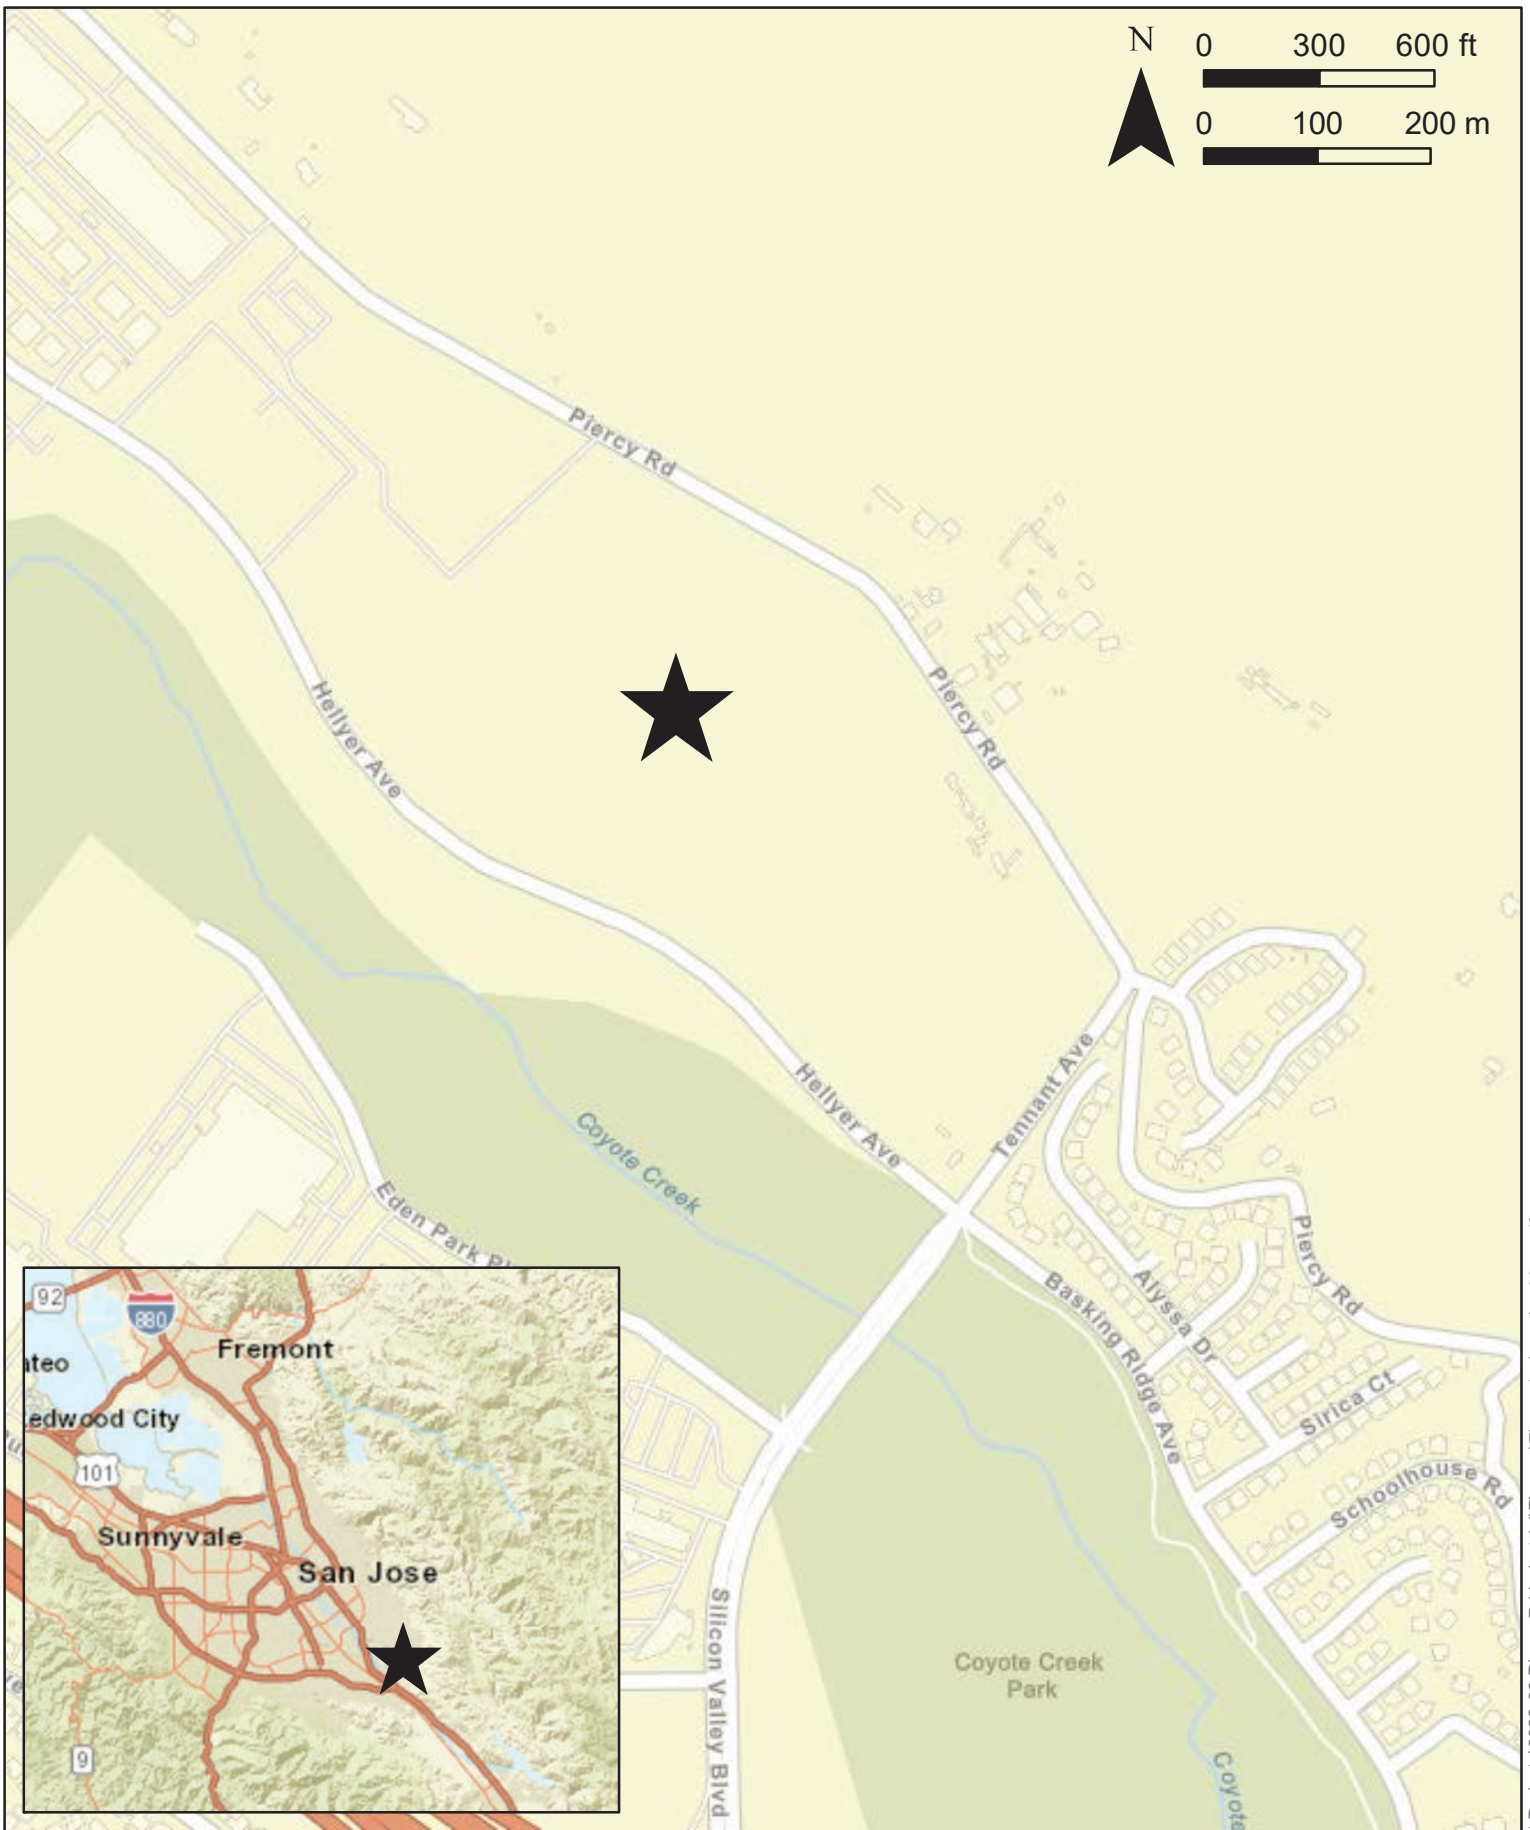 N
0 300 600 ft
0 100 200 m
Piercy Rd
Piercy Rd
Hellyer Ave
Hellyer Ave
Tennant Ave
Coyote Creek
Eden Park Pl
Basking Ridge Ave
Alyssa Dr
Piercy Rd
Sirica Ct
Schoolhouse Rd
Silicon Valley Blvd
Coyote Creek
Park
Coyote
92
880
Fremont
ateo
edwood City
101
Sunnyvale
San Jose
9